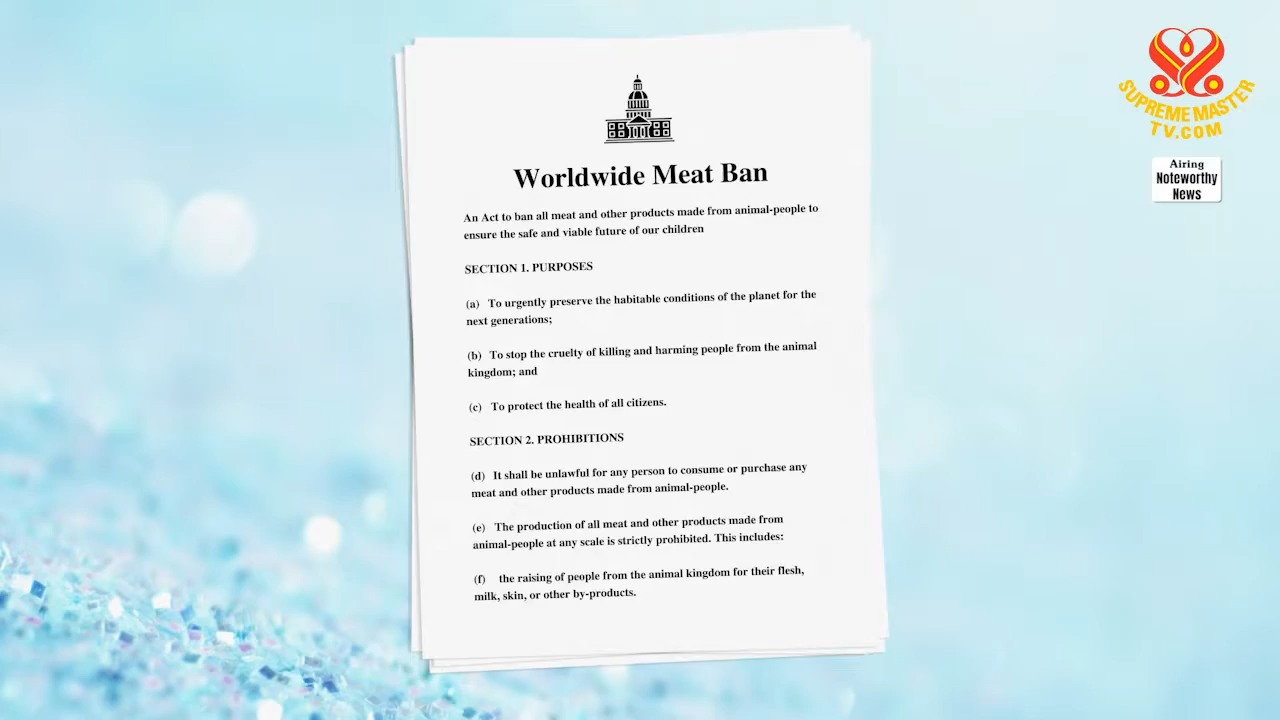 SUPREME MASTER
TV.COM
Airing
Noteworthy
News
Worldwide Meat Ban
An Act to ban all meat and other products made from animal-people to
ensure the safe and viable future of our children
SECTION 1. PURPOSES
(a) To urgently preserve the habitable conditions of the planet for the
next generations;
(b) To stop the cruelty of killing and harming people from the animal
kingdom; and
(c) To protect the health of all citizens.
SECTION 2. PROHIBITIONS
(d) It shall be unlawful for any person to consume or purchase any
meat and other products made from animal-people.
(e) The production of all meat and other products made from
animal-people at any scale is strictly prohibited. This includes:
(f) the raising of people from the animal kingdom for their flesh,
milk, skin, or other by-products.